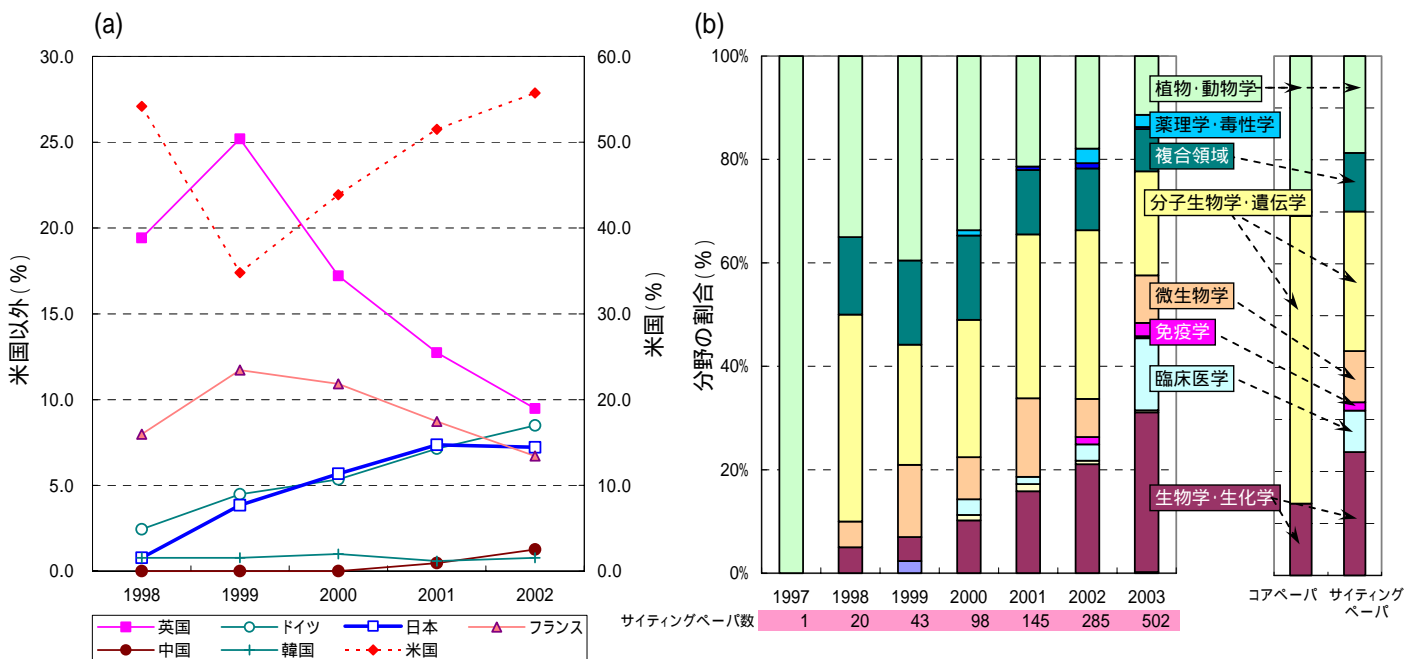 (a)
30.0
25.0
20.0
15.0
10.0
5.0
0.0
米国以外(%)
60.0
50.0
40.0
30.0
20.0
10.0
0.0
米国(%)
1998 1999 2000 2001 2002
英国 ドイツ 日本 フランス
中国 韓国 米国
(b)
100%
80%
60%
40%
20%
0%
分野の割合(%)
植物・動物学
薬理学・毒性学
複合領域
分子生物学・遺伝学
微生物学
免疫学
臨床医学
生物学・生化学
1997 1998 1999 2000 2001 2002 2003
サイティングペーパ数 1 20 43 98 145 285 502
コアペーパ
サイティング
ペーパ